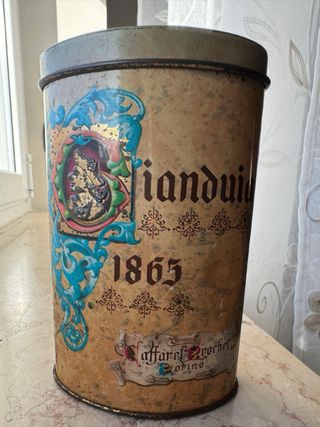 Gianduia
1865
Caffarel Prochet
Torino